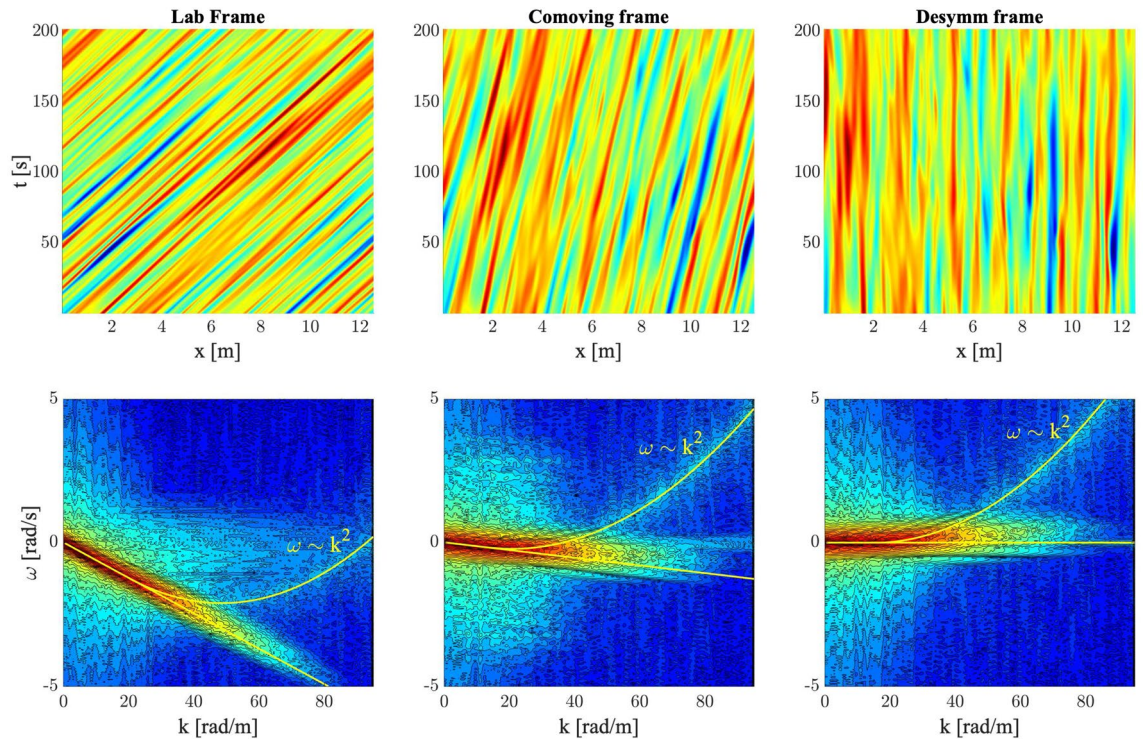 Lab Frame
Comoving frame
Desymm frame
200
150
100
50
t [s]
2 4 6 8 10 12
x [m]
200
150
100
50
2 4 6 8 10 12
x [m]
200
150
100
50
2 4 6 8 10 12
x [m]
5
0
-5
ω [rad/s]
ω ~ k²
0 20 40 60 80
k [rad/m]
5
0
-5
ω ~ k²
0 20 40 60 80
k [rad/m]
5
0
-5
ω ~ k²
0 20 40 60 80
k [rad/m]